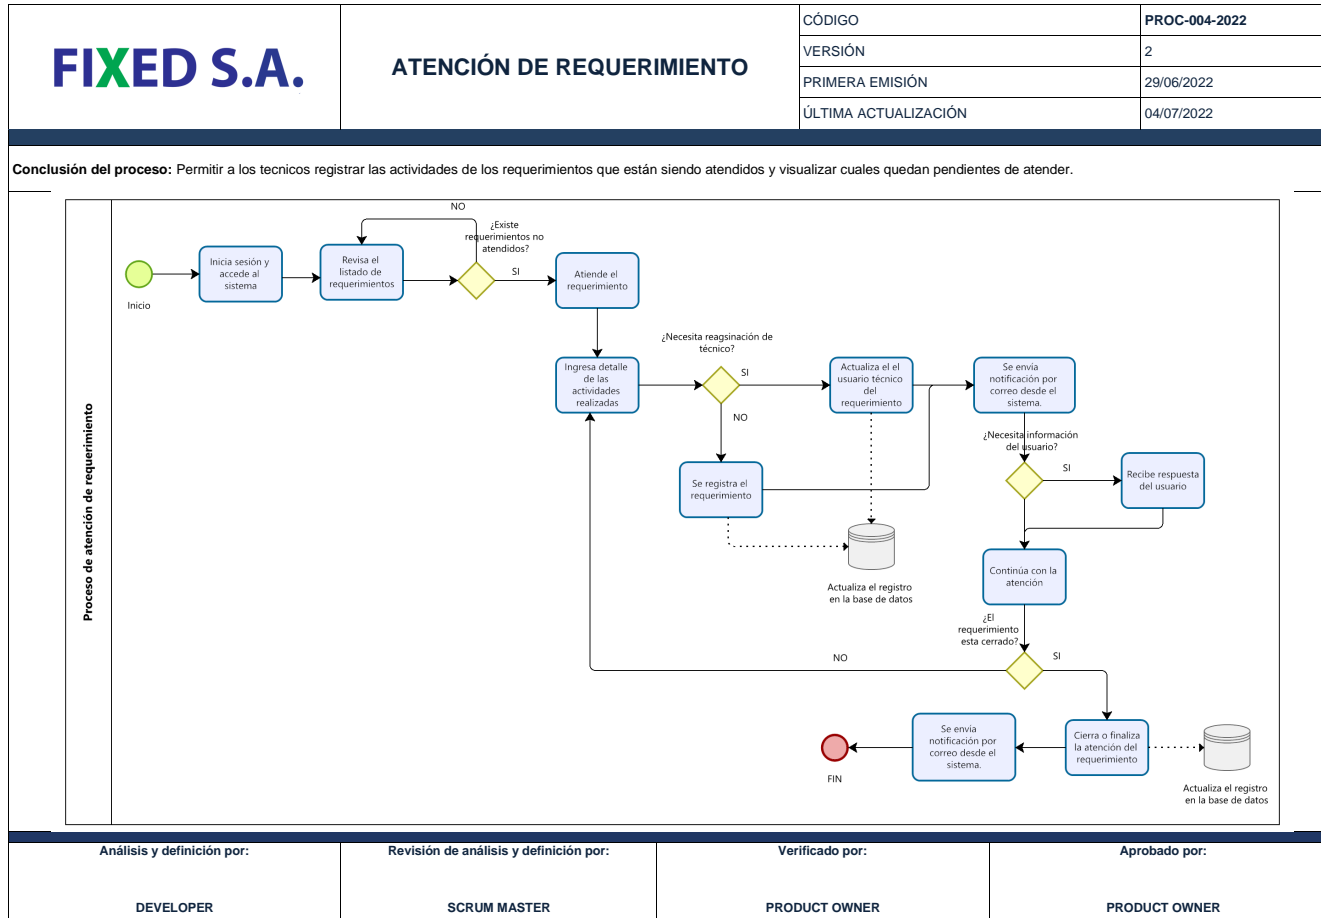 FIXED S.A.
ATENCIÓN DE REQUERIMIENTO
CÓDIGO
PROC-004-2022
VERSIÓN
2
PRIMERA EMISIÓN
29/06/2022
ÚLTIMA ACTUALIZACIÓN
04/07/2022
Conclusión del proceso: Permitir a los tecnicos registrar las actividades de los requerimientos que están siendo atendidos y visualizar cuales quedan pendientes de atender.
Proceso de atención de requerimiento
Inicio
Inicia sesión y
accede al
sistema
Revisa el
listado de
requerimientos
NO
¿Existe
requerimientos no
atendidos?
SI
Atiende el
requerimiento
Ingresa detalle
de las
actividades
realizadas
¿Necesita reagsinación de
técnico?
SI
NO
Actualiza el el
usuario técnico
del
requerimiento
Se registra el
requerimiento
Actualiza el registro
en la base de datos
Se envia
notificación por
correo desde el
sistema.
¿Necesita información
del usuario?
SI
Recibe respuesta
del usuario
Continúa con la
atención
¿El
requerimiento
esta cerrado?
NO
SI
Cierra o finaliza
la atención del
requerimiento
Actualiza el registro
en la base de datos
Se envia
notificación por
correo desde el
sistema.
FIN
Análisis y definición por:
Revisión de análisis y definición por:
Verificado por:
Aprobado por:
DEVELOPER
SCRUM MASTER
PRODUCT OWNER
PRODUCT OWNER